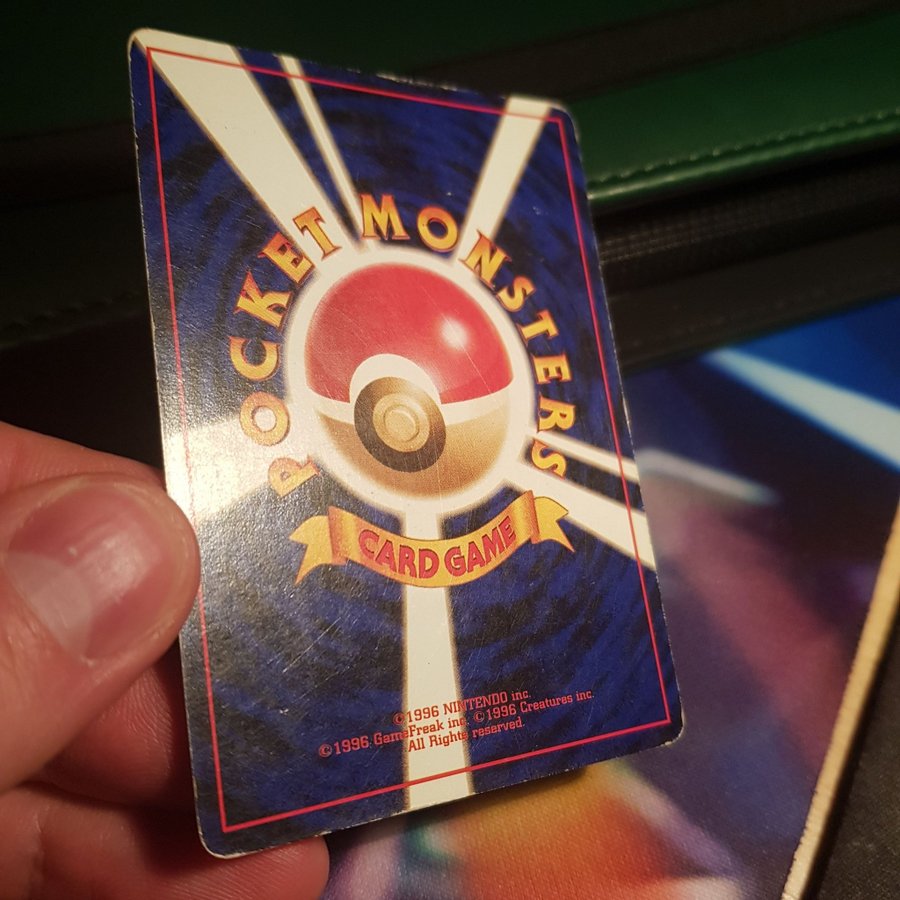 POCKET MONSTERS
CARD GAME
©1996 NINTENDO inc.
©1996 GameFreak inc. ©1996 Creatures inc.
All Rights reserved.